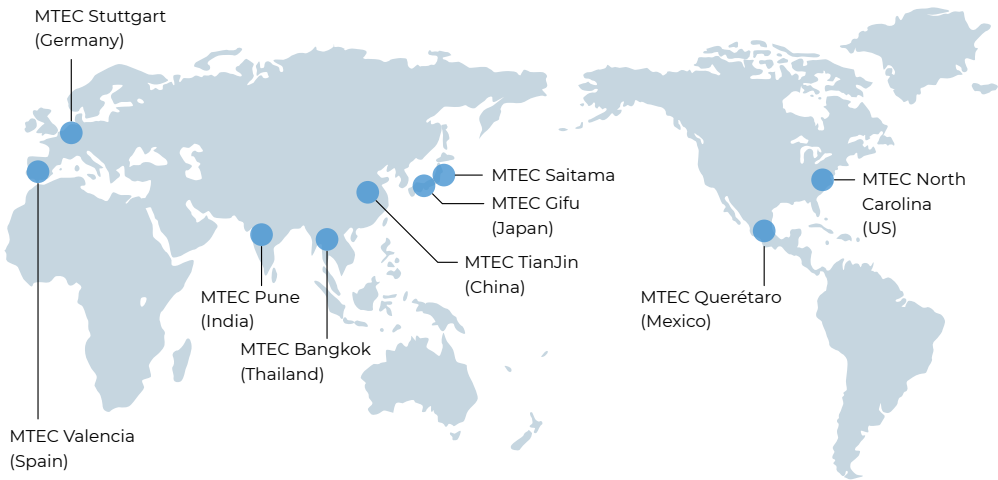 MTEC Stuttgart
(Germany)
MTEC Saitama
MTEC Gifu
(Japan)
MTEC North
Carolina
(US)
MTEC TianJin
(China)
MTEC Pune
(India)
MTEC Querétaro
(Mexico)
MTEC Bangkok
(Thailand)
MTEC Valencia
(Spain)